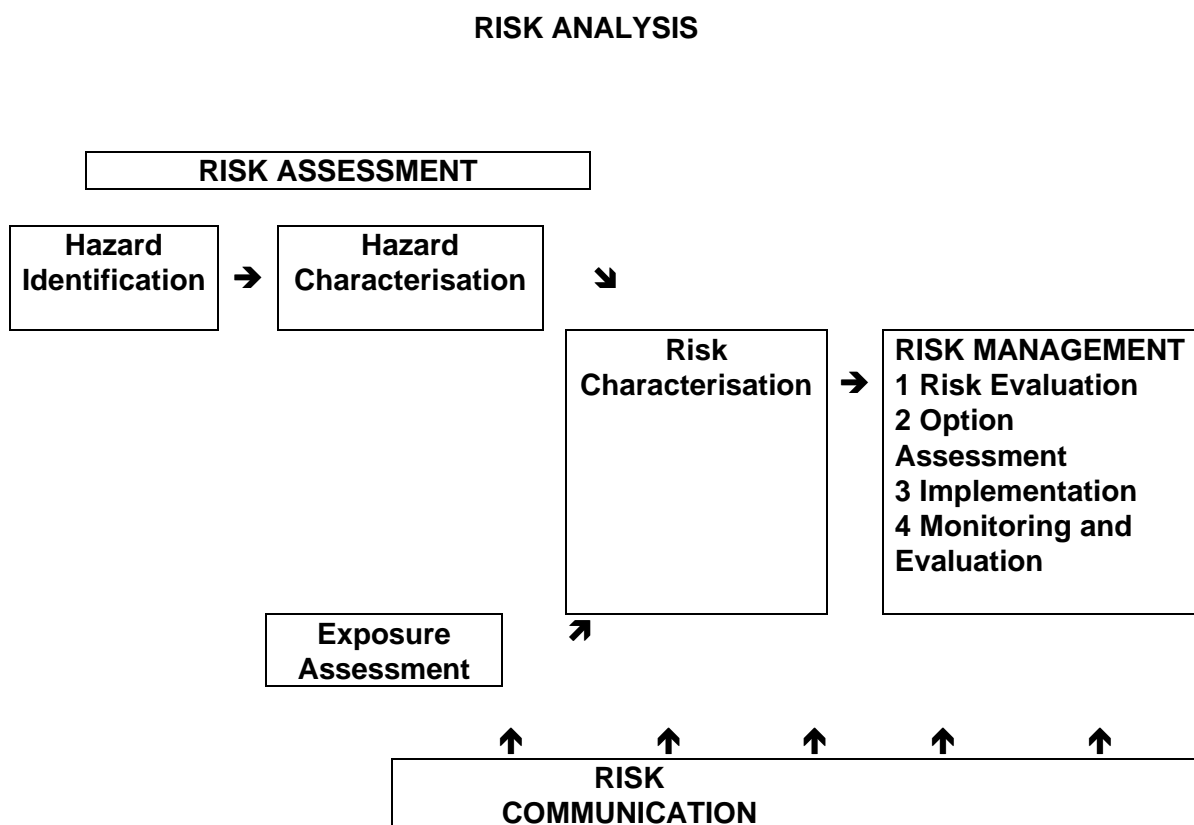 RISK ANALYSIS
RISK ASSESSMENT
Hazard
Identification
Hazard
Characterisation
Risk
Characterisation
RISK MANAGEMENT
1 Risk Evaluation
2 Option
Assessment
3 Implementation
4 Monitoring and
Evaluation
Exposure
Assessment
RISK
COMMUNICATION